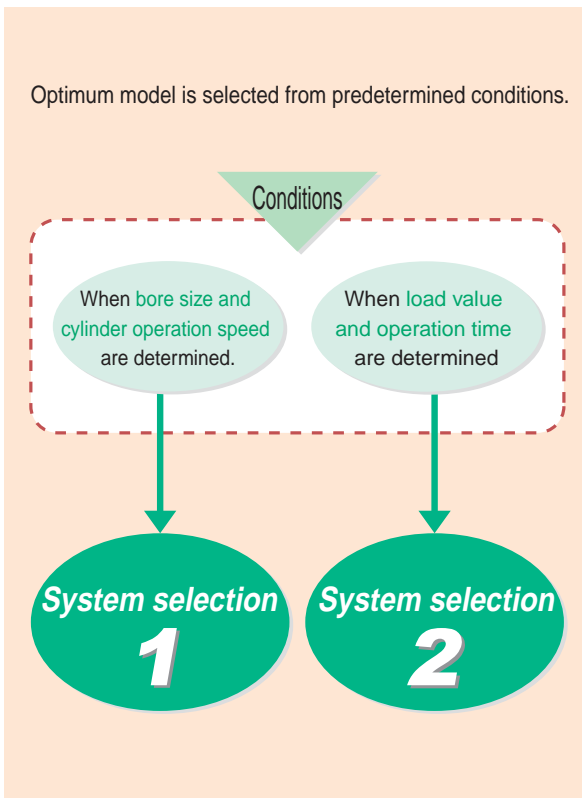 Optimum model is selected from predetermined conditions.
Conditions
When bore size and
cylinder operation speed
are determined.
When load value
and operation time
are determined
System selection
1
System selection
2